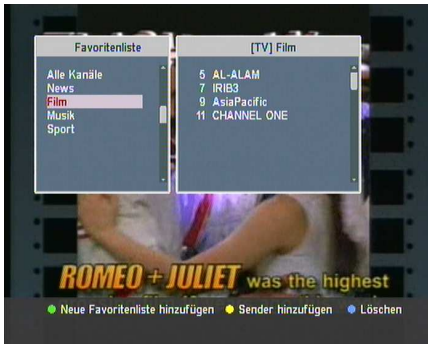 Favoritenliste
[TV] Film
Alle Kanäle
News
Film
Musik
Sport
5 AL-ALAM
7 IRIB3
9 AsiaPacific
11 CHANNEL ONE
ROMEO + JULIET was the highest
Neue Favoritenliste hinzufügen Sender hinzufügen Löschen